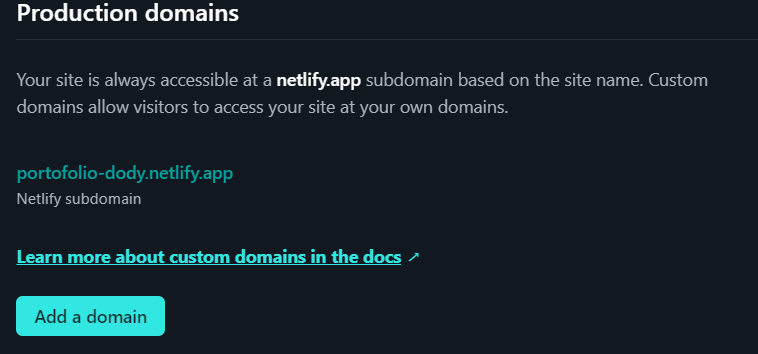 Production domains
Your site is always accessible at a netlify.app subdomain based on the site name. Custom
domains allow visitors to access your site at your own domains.
portofolio-dody.netlify.app
Netlify subdomain
Learn more about custom domains in the docs ↗
Add a domain